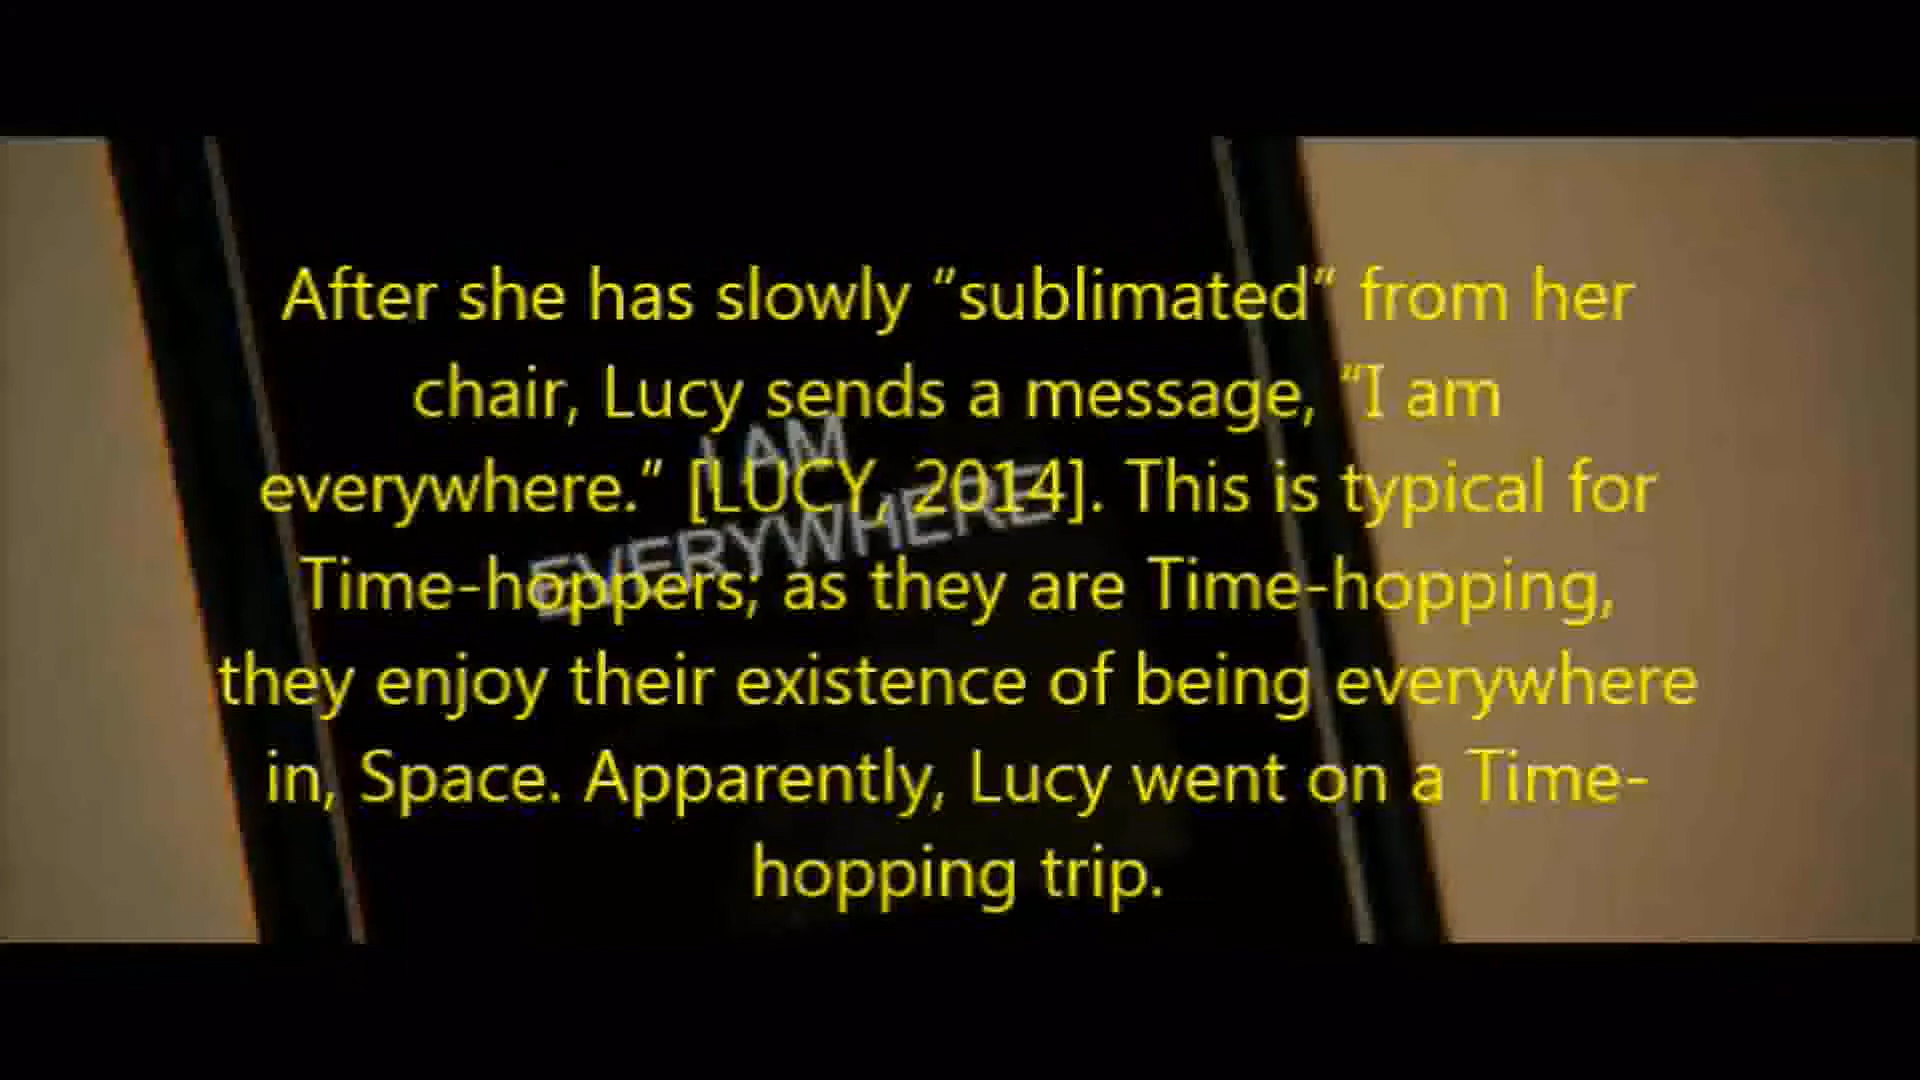 After she has slowly “sublimated” from her
chair, Lucy sends a message, “I am
everywhere.” [LUCY, 2014]. This is typical for
Time-hoppers; as they are Time-hopping,
they enjoy their existence of being everywhere
in, Space. Apparently, Lucy went on a Time-
hopping trip.
I AM
EVERYWHERE